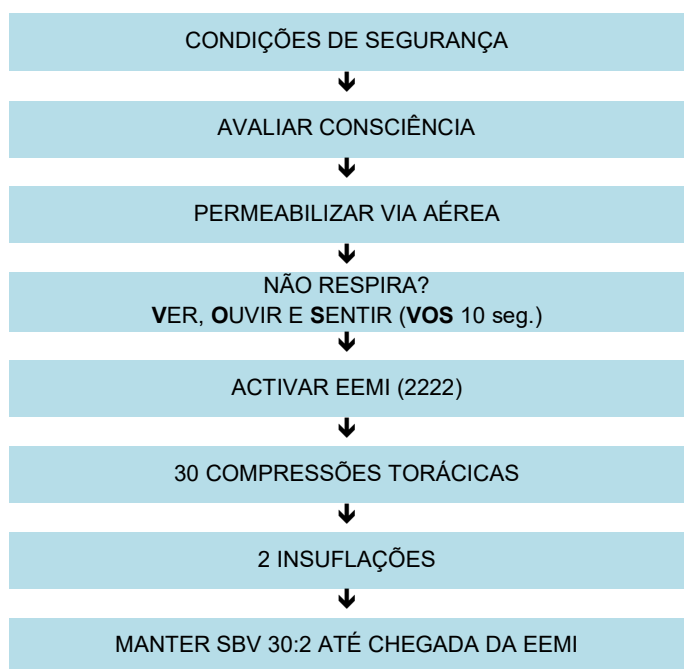 CONDIÇÕES DE SEGURANÇA
AVALIAR CONSCIÊNCIA
PERMEABILIZAR VIA AÉREA
NÃO RESPIRA?
VER, OUVIR E SENTIR (VOS 10 seg.)
ACTIVAR EEMI (2222)
30 COMPRESSÕES TORÁCICAS
2 INSUFLAÇÕES
MANTER SBV 30:2 ATÉ CHEGADA DA EEMI